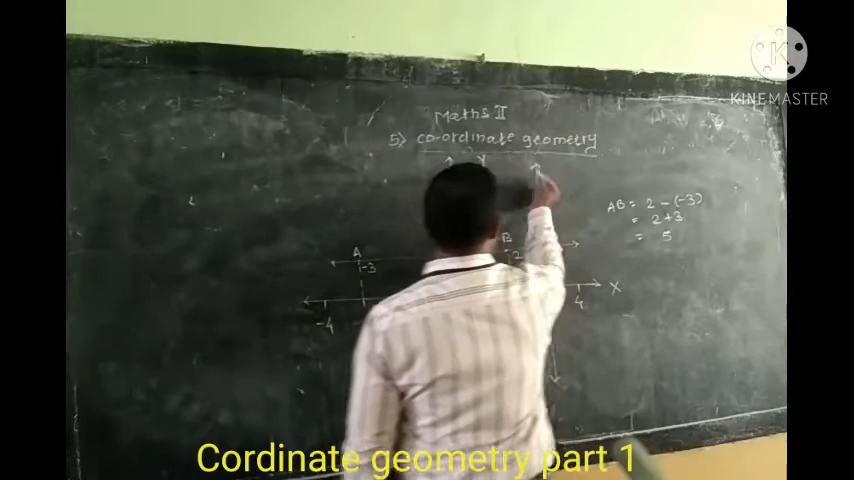 K
KINEMASTER
Maths II
5) co-ordinate geometry
Y
AB = 2 - (-3)
= 2+3
= 5
A
B
-3
2
X
-4
4
Cordinate geometry part 1